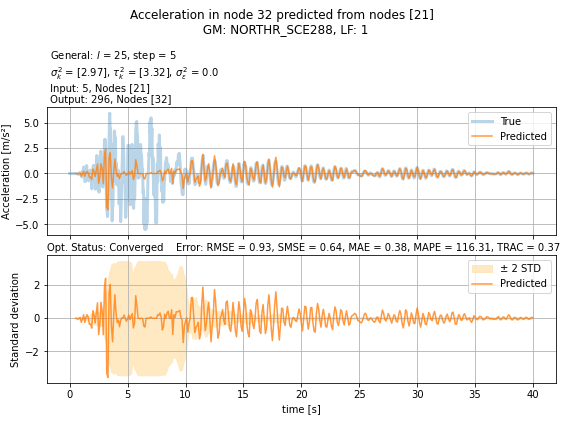 Acceleration in node 32 predicted from nodes [21]
GM: NORTHR_SCE288, LF: 1
General: l = 25, step = 5
σ²ₖ = [2.97], τ²ₖ = [3.32], σ²ε = 0.0
Input: 5, Nodes [21]
Output: 296, Nodes [32]
Acceleration [m/s²]
5.0
2.5
0.0
−2.5
−5.0
True
Predicted
Opt. Status: Converged Error: RMSE = 0.93, SMSE = 0.64, MAE = 0.38, MAPE = 116.31, TRAC = 0.37
Standard deviation
2
0
−2
± 2 STD
Predicted
0 5 10 15 20 25 30 35 40
time [s]